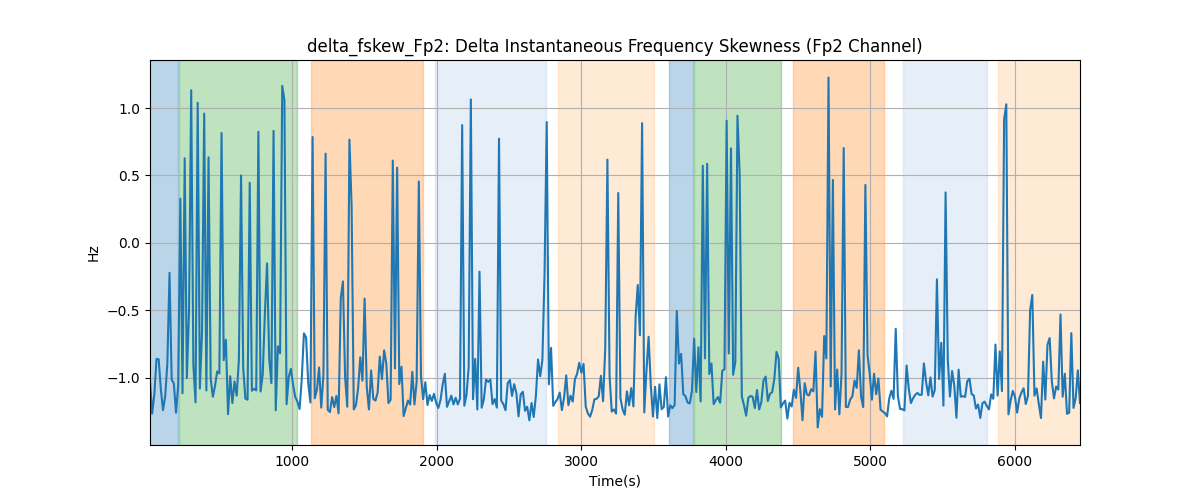 delta_fskew_Fp2: Delta Instantaneous Frequency Skewness (Fp2 Channel)
1.0
0.5
0.0
−0.5
−1.0
Hz
1000 2000 3000 4000 5000 6000
Time(s)